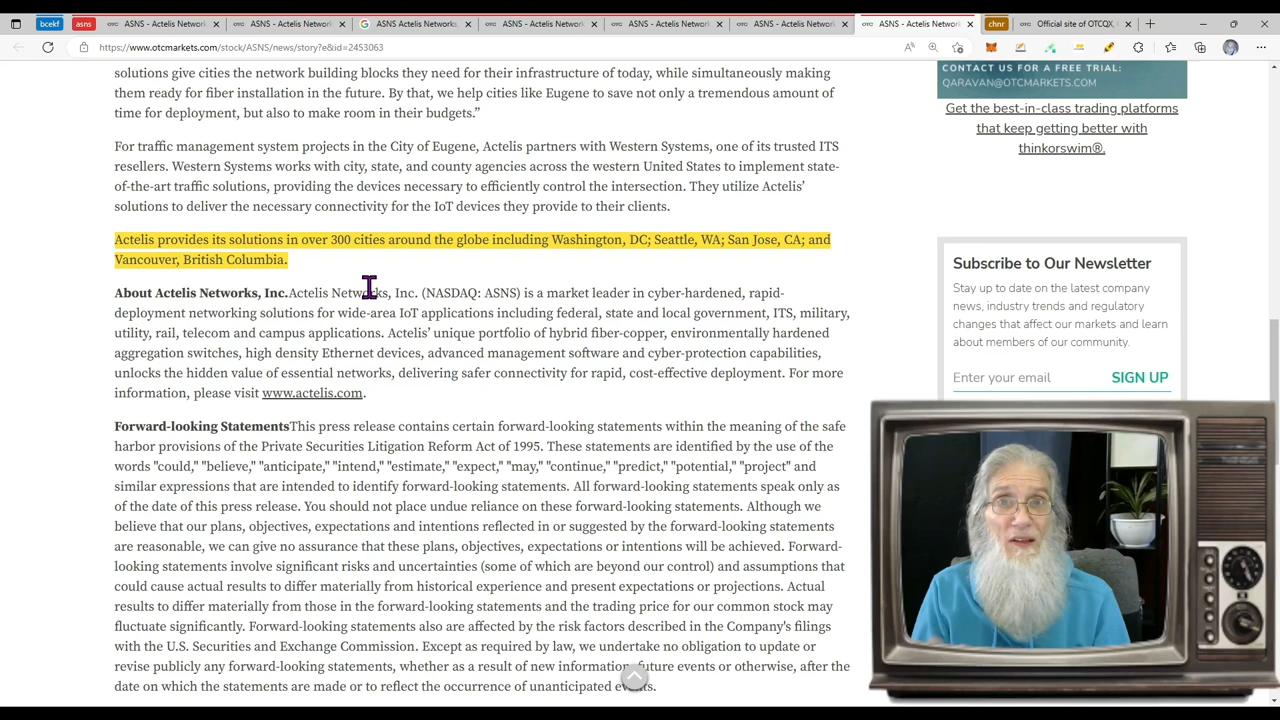 bcekf
asns
ASNS - Actelis Network
ASNS - Actelis Network
ASNS Actelis Networks,
ASNS - Actelis Network
ASNS - Actelis Network
ASNS - Actelis Network
ASNS - Actelis Network
chnr
Official site of OTCQX,
https://www.otcmarkets.com/stock/ASNS/news/story?e&id=2453063
solutions give cities the network known-how they need for their infrastructure of today, while simultaneously making
them ready for fiber installation in the future. By that, we help cities like Eugene to save not only a tremendous amount of
time for deployment, but also to make room in their budgets.”
For traffic management system projects in the City of Eugene, Actelis partners with Western Systems, one of its trusted ITS
resellers. Western Systems works with city, state, and county agencies across the western United States to implement state-
of-the-art traffic solutions, providing the devices necessary to efficiently control the intersection. They utilize Actelis’
solutions to deliver the necessary connectivity for the IoT devices they provide to their clients.
Actelis provides its solutions in over 300 cities around the globe including Washington, DC; Seattle, WA; San Jose, CA; and
Vancouver, British Columbia.
About Actelis Networks, Inc.Actelis Networks, Inc. (NASDAQ: ASNS) is a market leader in cyber-hardened, rapid-
deployment networking solutions for wide-area IoT applications including federal, state and local government, ITS, military,
utility, rail, telecom and campus applications. Actelis’ unique portfolio of hybrid fiber-copper, environmentally hardened
aggregation switches, high density Ethernet devices, advanced management software and cyber-protection capabilities,
unlocks the hidden value of essential networks, delivering safer connectivity for rapid, cost-effective deployment. For more
information, please visit www.actelis.com.
Forward-looking StatementsThis press release contains certain forward-looking statements within the meaning of the safe
harbor provisions of the Private Securities Litigation Reform Act of 1995. These statements are identified by the use of the
words "could," "believe," "anticipate," "intend," "estimate," "expect," "may," "continue," "predict," "potential," "project" and
similar expressions that are intended to identify forward-looking statements. All forward-looking statements speak only as
of the date of this press release. You should not place undue reliance on these forward-looking statements. Although we
believe that our plans, objectives, expectations and intentions reflected in or suggested by the forward-looking statements
are reasonable, we can give no assurance that these plans, objectives, expectations or intentions will be achieved. Forward-
looking statements involve significant risks and uncertainties (some of which are beyond our control) and assumptions that
could cause actual results to differ materially from historical experience and present expectations or projections. Actual
results to differ materially from those in the forward-looking statements and the trading price for our common stock may
fluctuate significantly. Forward-looking statements also are affected by the risk factors described in the Company's filings
with the U.S. Securities and Exchange Commission. Except as required by law, we undertake no obligation to update or
revise publicly any forward-looking statements, whether as a result of new information, future events or otherwise, after the
date on which the statements are made or to reflect the occurrence of unanticipated events.
CONTACT US FOR A FREE TRIAL:
QARAVAN@OTCMARKETS.COM
Get the best-in-class trading platforms
that keep getting better with
thinkorswim®.
Subscribe to Our Newsletter
Stay up to date on the latest company
news, industry trends and regulatory
changes that affect our markets and learn
about members of our community.
Enter your email
SIGN UP